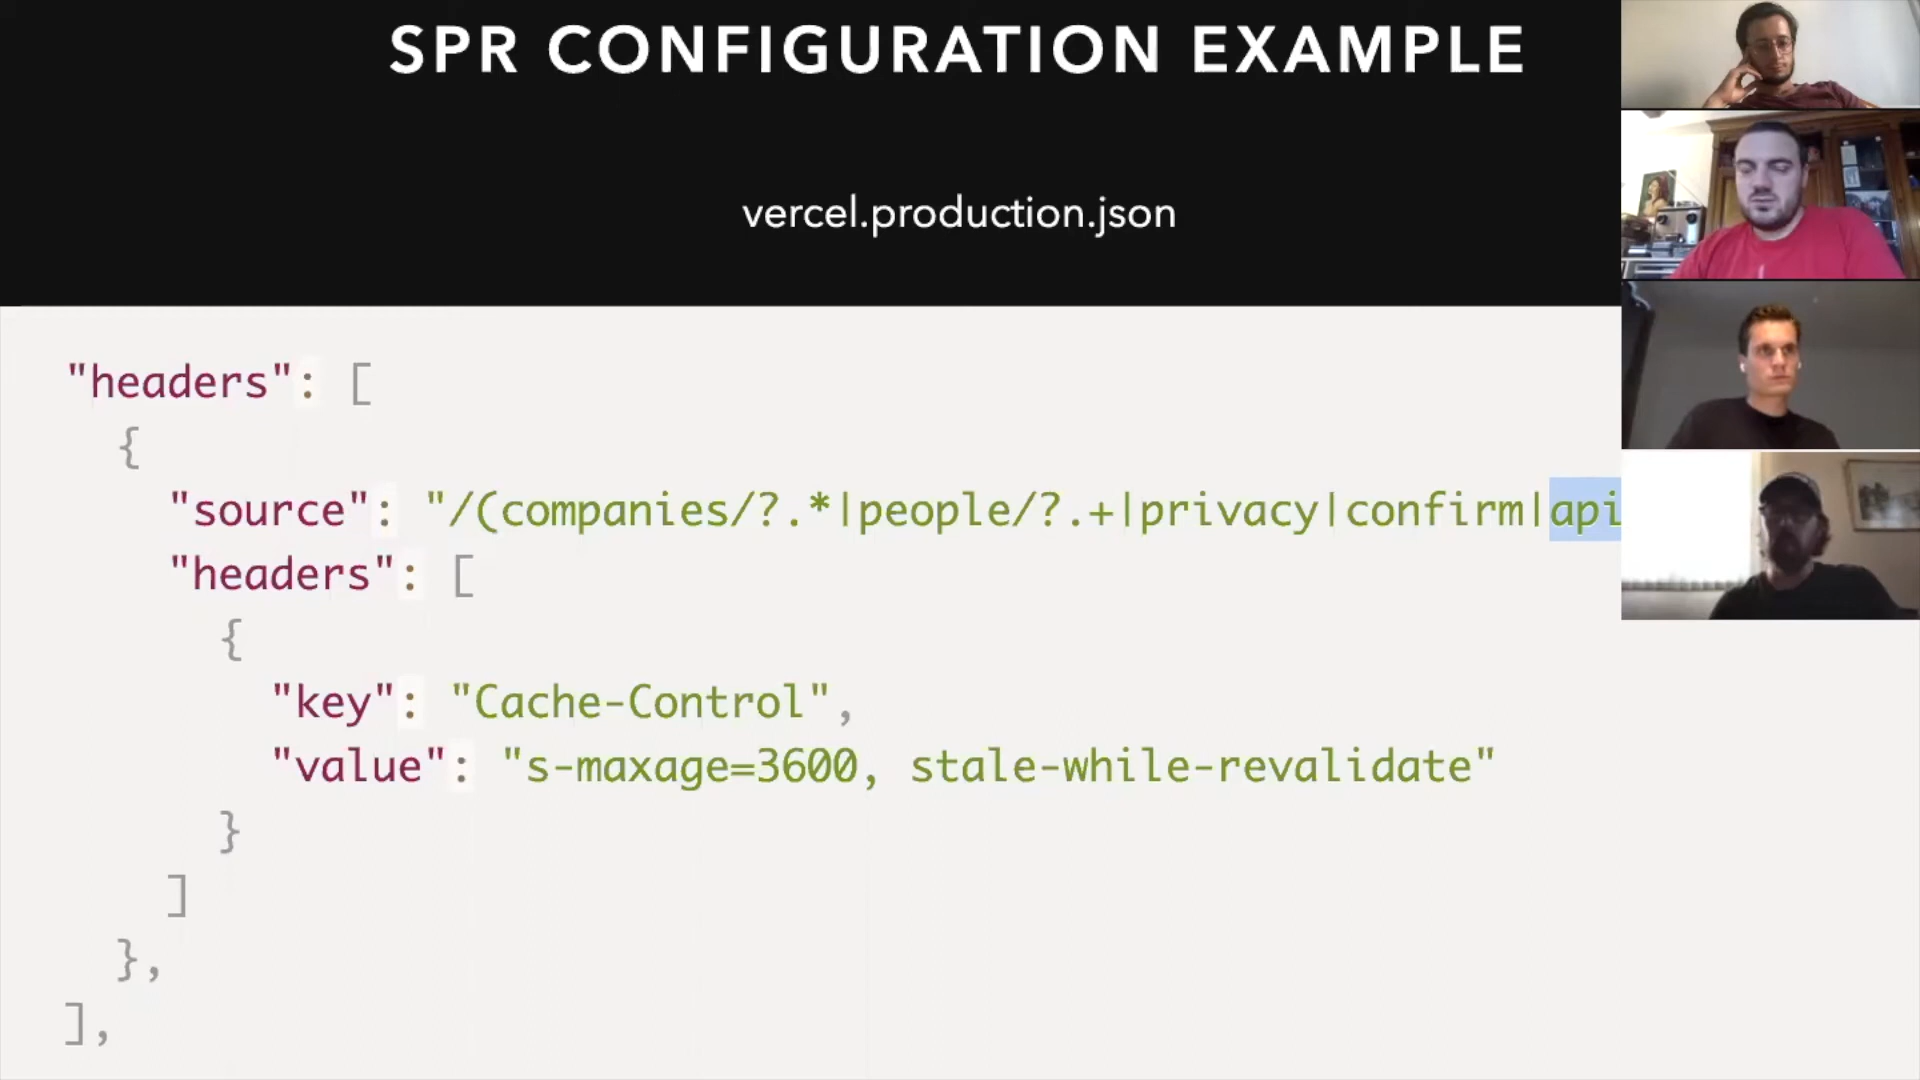 SPR CONFIGURATION EXAMPLE
vercel.production.json
"headers": [
{
"source": "/(companies/?.*|people/?.+|privacy|confirm|api
"headers": [
{
"key": "Cache-Control",
"value": "s-maxage=3600, stale-while-revalidate"
}
]
},
],